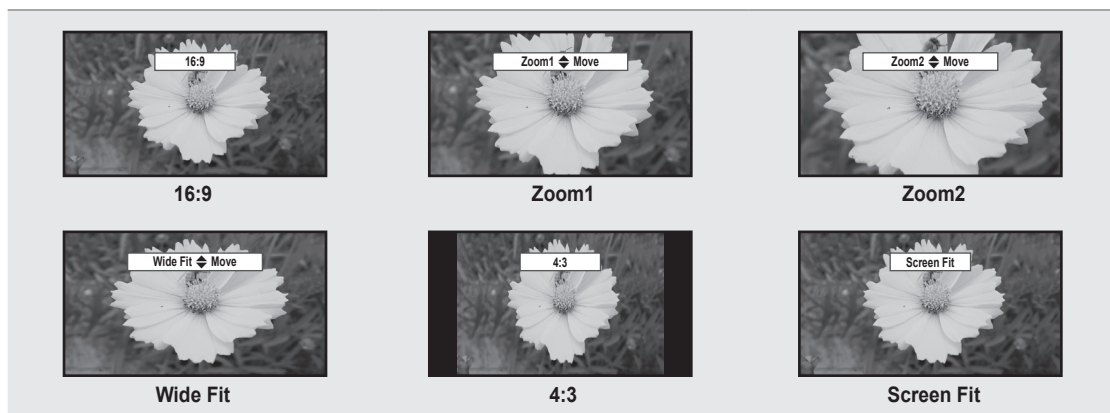 16:9
Zoom1 ⬍ Move
Zoom2 ⬍ Move
16:9
Zoom1
Zoom2
Wide Fit ⬍ Move
4:3
Screen Fit
Wide Fit
4:3
Screen Fit